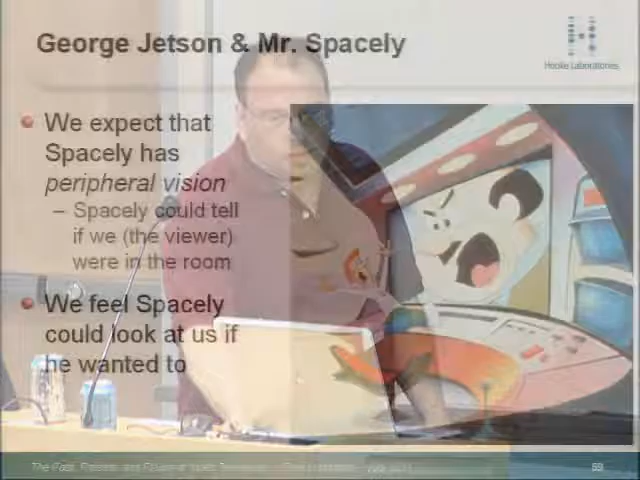 George Jetson & Mr. Spacely
Hooke Laboratories
We expect that
Spacely has
peripheral vision
– Spacely could tell
if we (the viewer)
were in the room
We feel Spacely
could look at us if
he wanted to
59